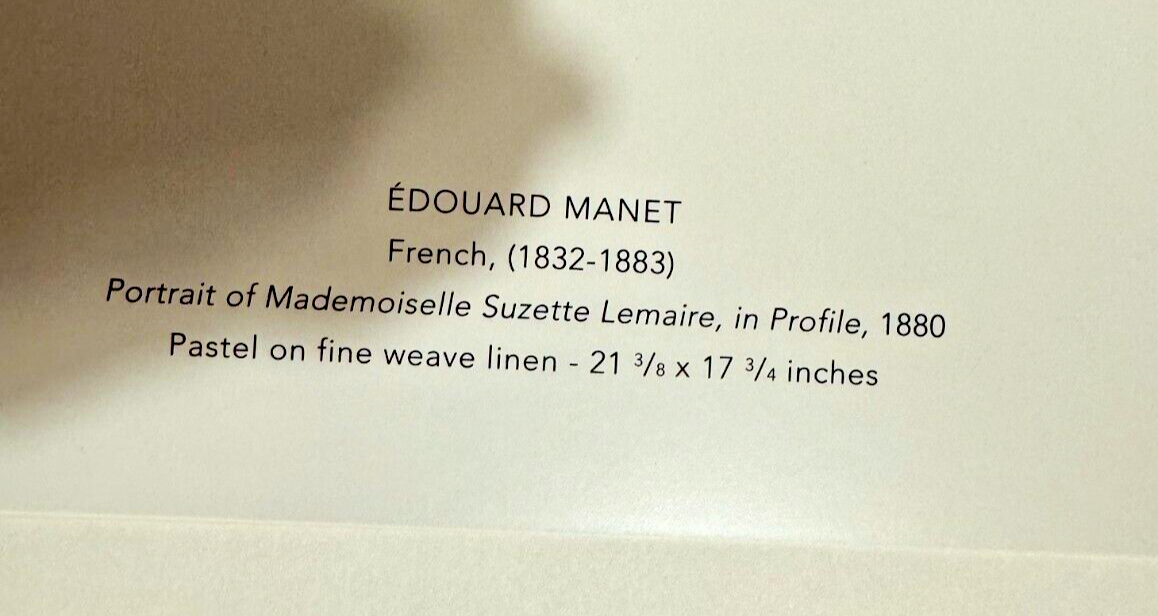 ÉDOUARD MANET
French, (1832-1883)
Portrait of Mademoiselle Suzette Lemaire, in Profile, 1880
Pastel on fine weave linen - 21 3/8 x 17 3/4 inches